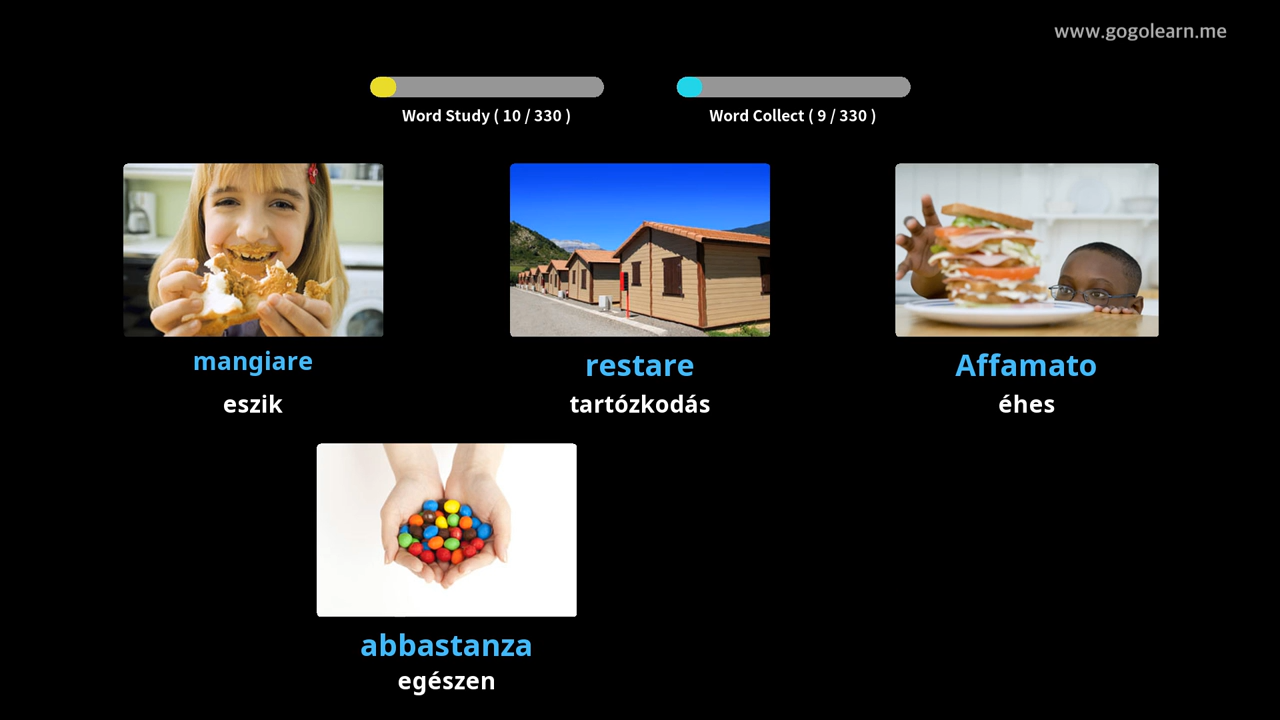 www.gogolearn.me
Word Study ( 10 / 330 )
Word Collect ( 9 / 330 )
mangiare
eszik
restare
tartózkodás
Affamato
éhes
abbastanza
egészen